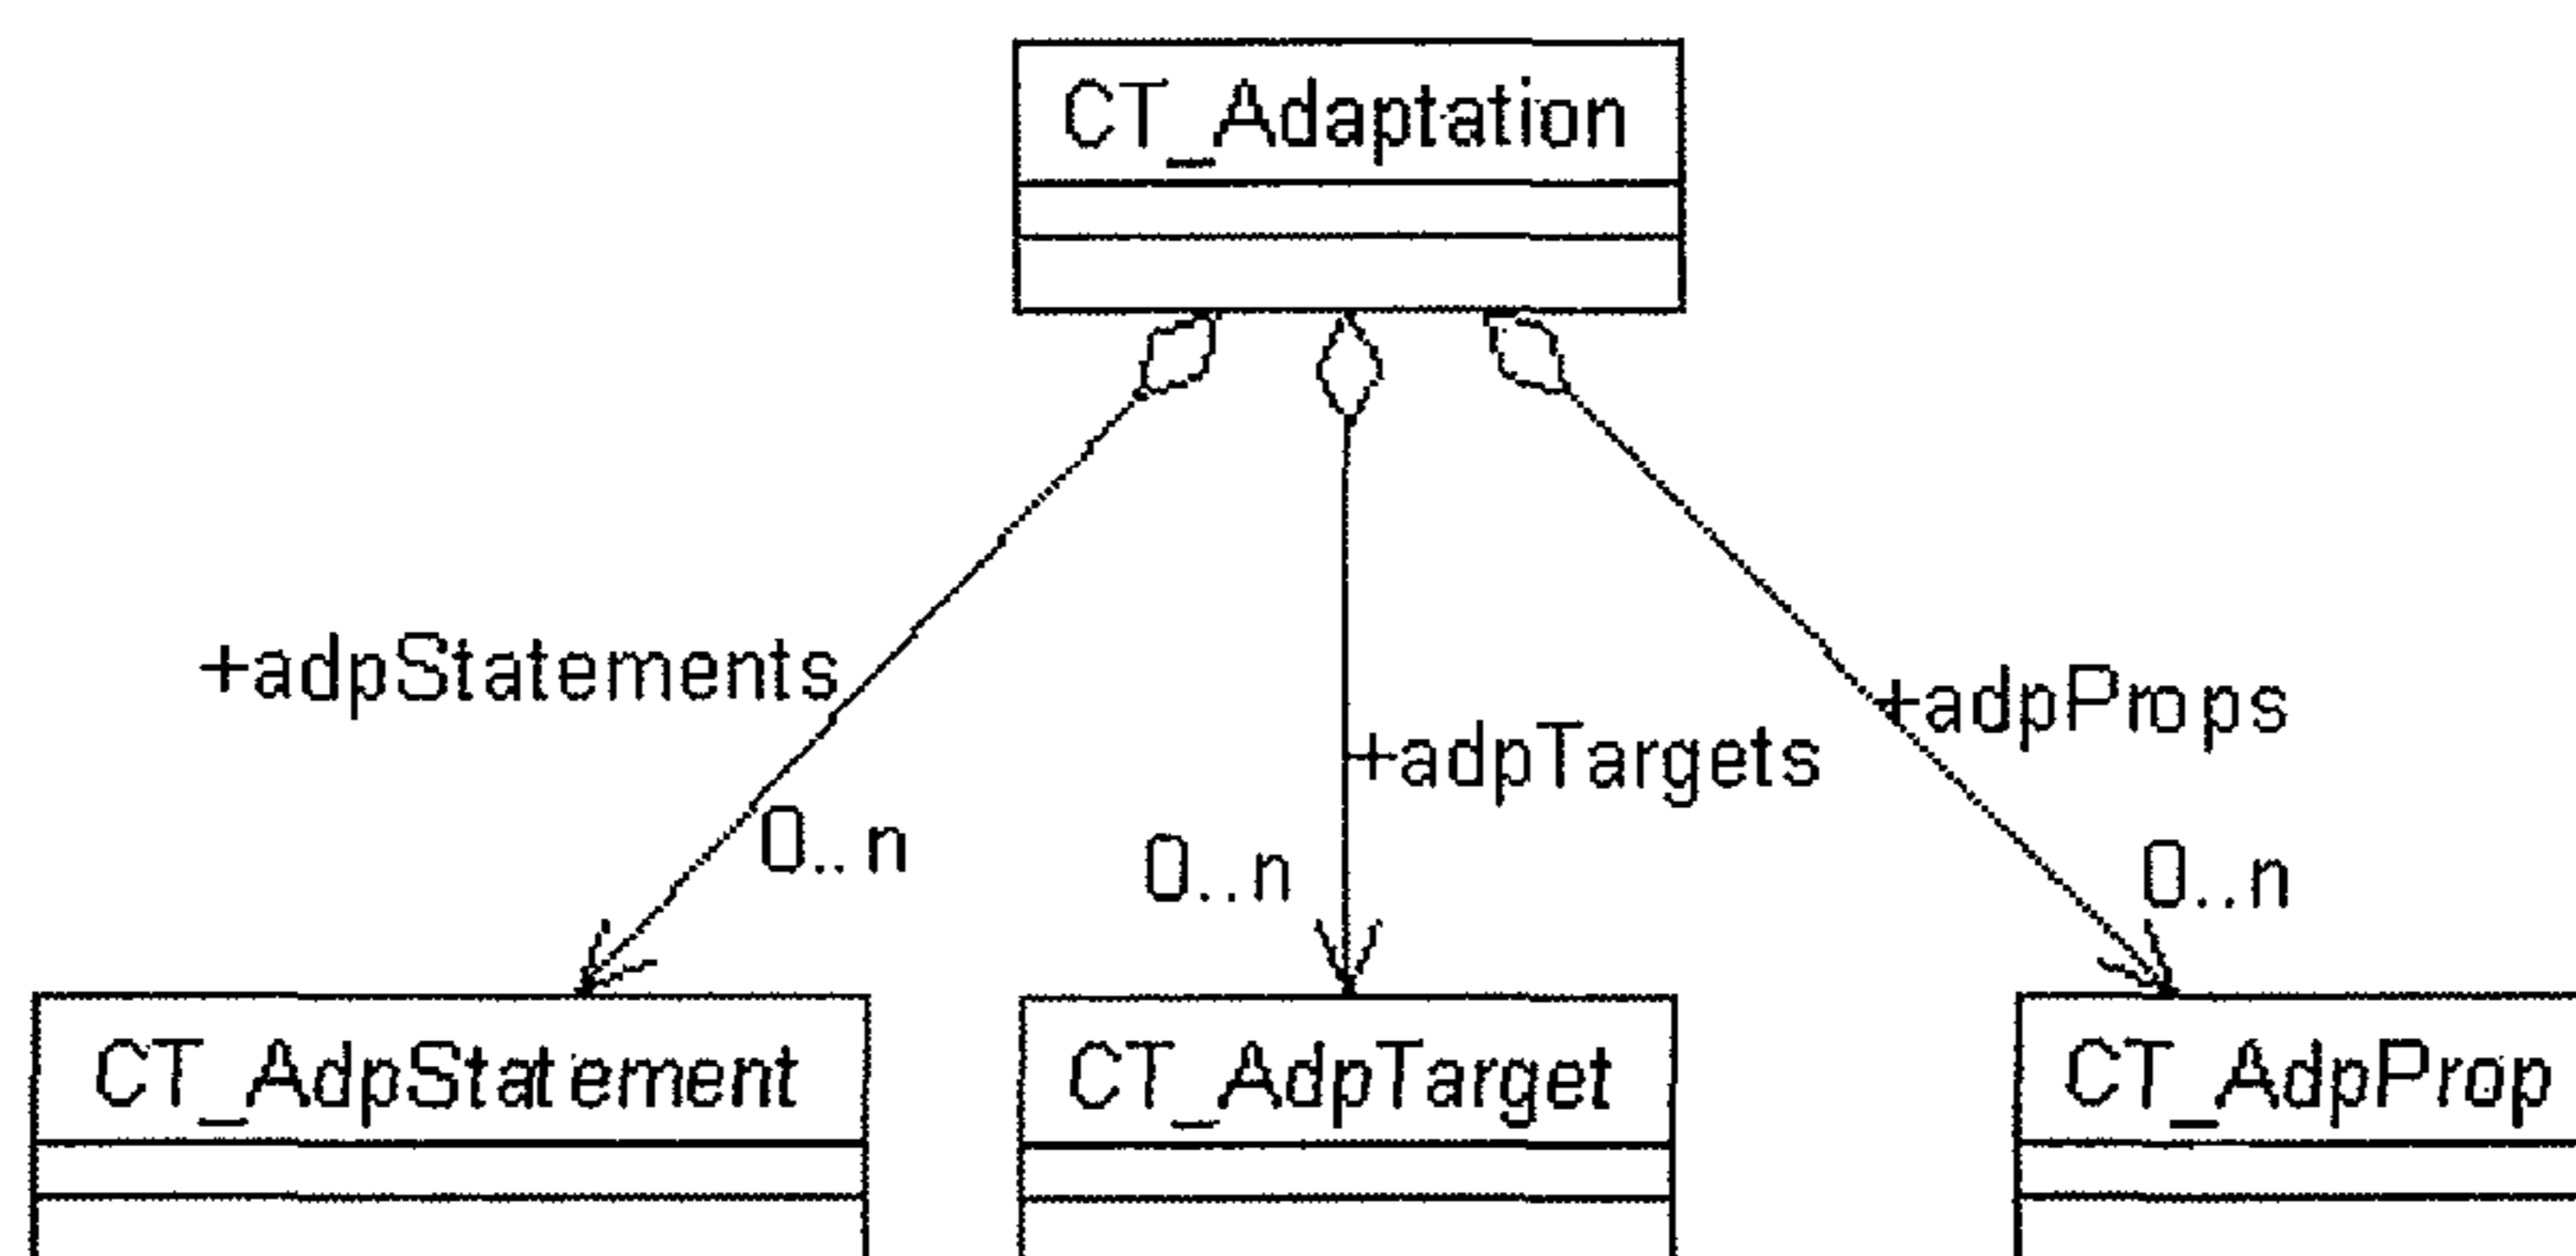 CT_Adaptation
+adpStatements
+adpProps
+adpTargets
0..n
0..n
0..n
CT_AdpStatement
CT_AdpTarget
CT_AdpProp